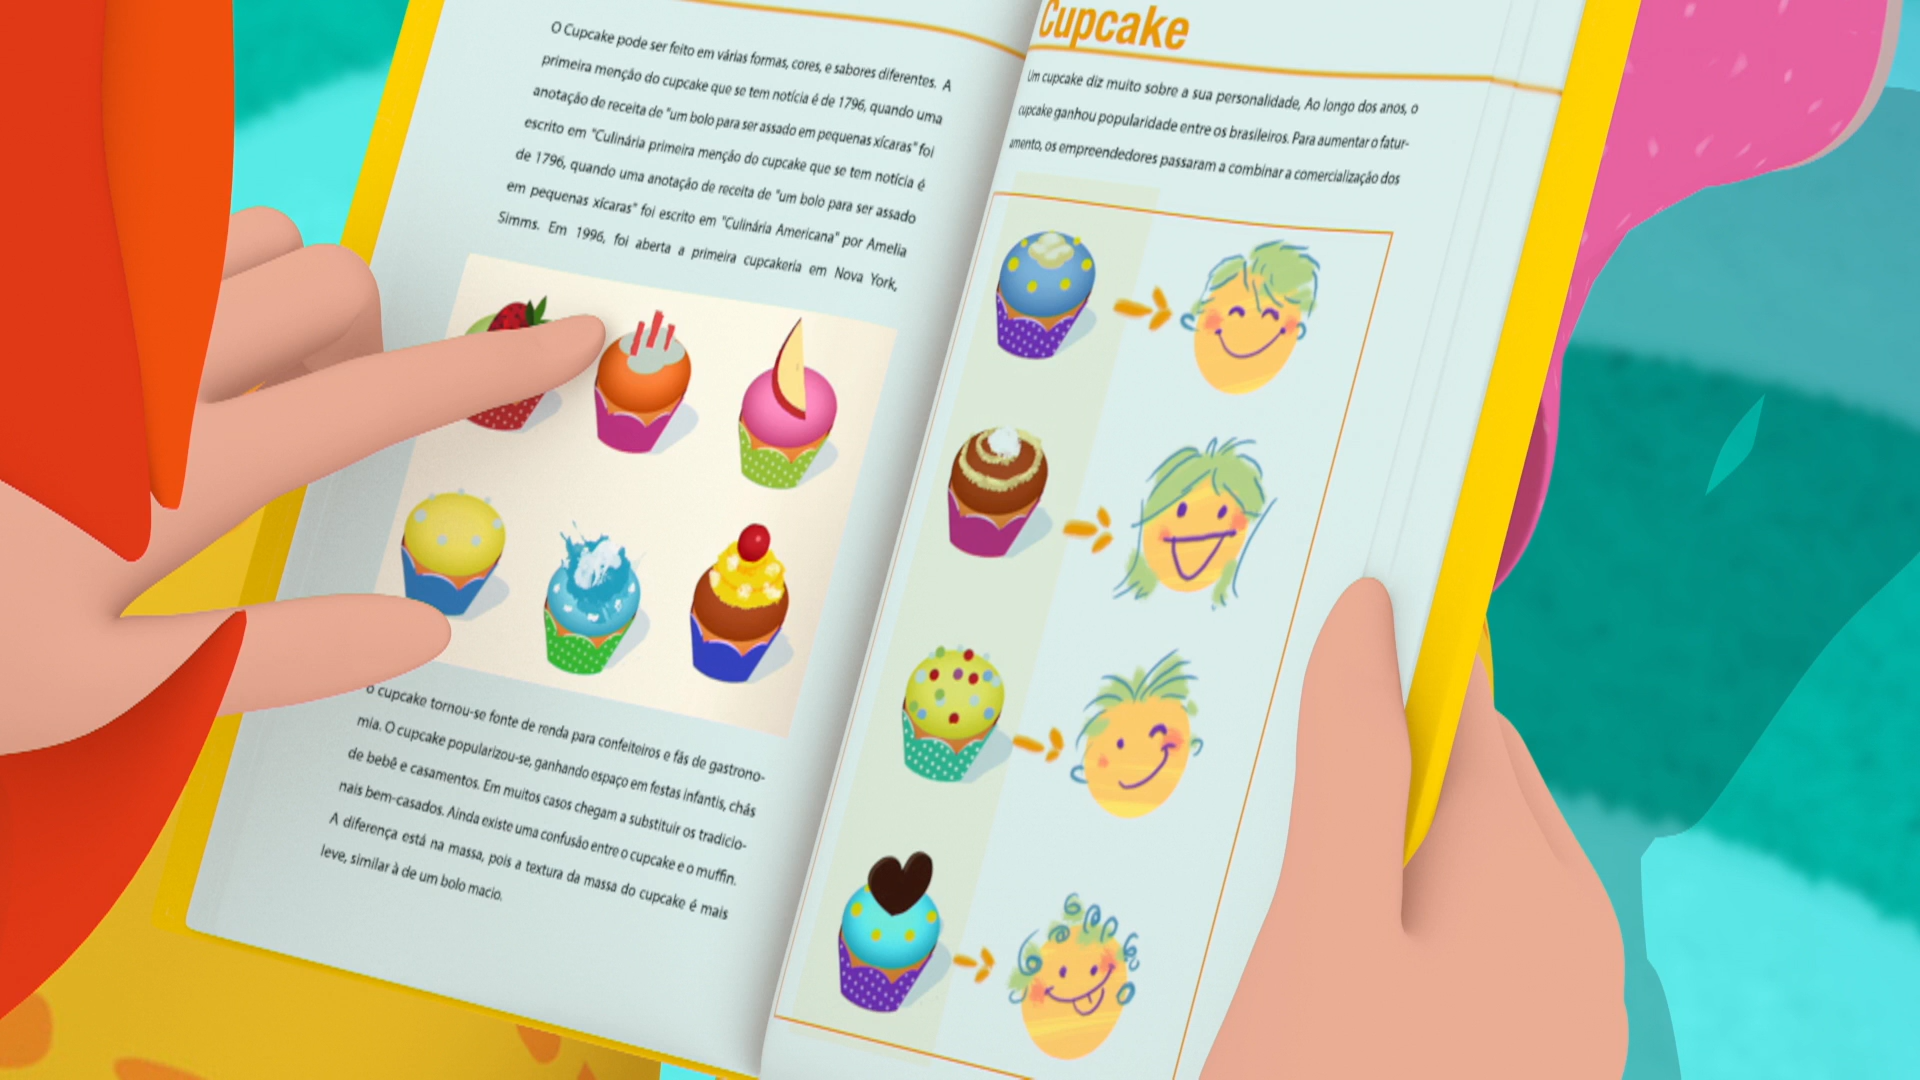 O Cupcake pode ser feito em várias formas, cores, e sabores diferentes. A
primeira menção do cupcake que se tem notícia é de 1796, quando uma
anotação de receita de "um bolo para ser assado em pequenas xícaras" foi
escrito em "Culinária primeira menção do cupcake que se tem notícia é
de 1796, quando uma anotação de receita de "um bolo para ser assado
em pequenas xícaras" foi escrito em "Culinária Americana" por Amelia
Simms. Em 1996, foi aberta a primeira cupcakeria em Nova York,
o cupcake tornou-se fonte de renda para confeiteiros e fãs de gastrono-
mia. O cupcake popularizou-se, ganhando espaço em festas infantis, chás
de bebê e casamentos. Em muitos casos chegam a substituir os tradicio-
nais bem-casados. Ainda existe uma confusão entre o cupcake e o muffin.
A diferença está na massa, pois a textura da massa do cupcake é mais
leve, similar à de um bolo macio.
Cupcake
Um cupcake diz muito sobre a sua personalidade, Ao longo dos anos, o
cupcake ganhou popularidade entre os brasileiros. Para aumentar o fatur-
amento, os empreendedores passaram a combinar a comercialização dos